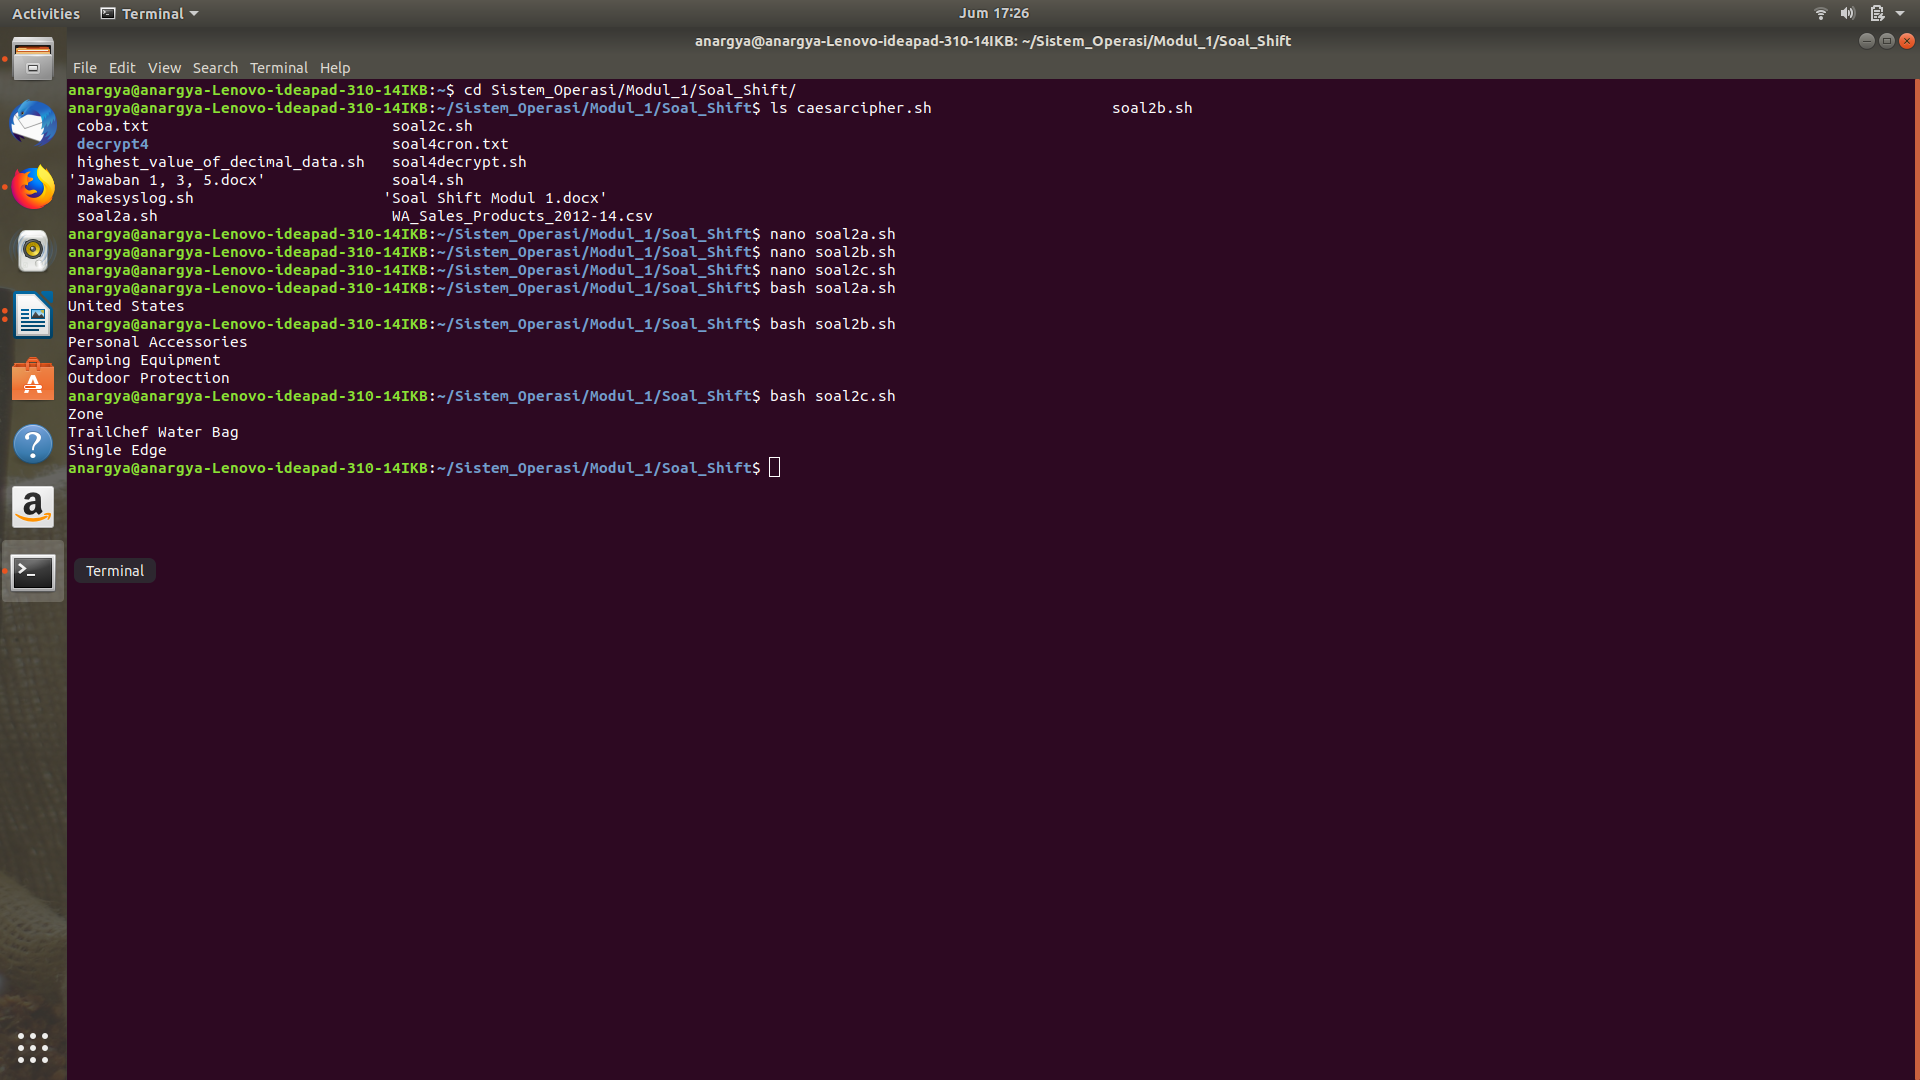 Activities Terminal Jum 17:26
anargya@anargya-Lenovo-ideapad-310-14IKB: ~/Sistem_Operasi/Modul_1/Soal_Shift
File Edit View Search Terminal Help
anargya@anargya-Lenovo-ideapad-310-14IKB:~$ cd Sistem_Operasi/Modul_1/Soal_Shift/
anargya@anargya-Lenovo-ideapad-310-14IKB:~/Sistem_Operasi/Modul_1/Soal_Shift$ ls caesarcipher.sh soal2b.sh
coba.txt soal2c.sh
decrypt4 soal4cron.txt
highest_value_of_decimal_data.sh soal4decrypt.sh
'Jawaban 1, 3, 5.docx' soal4.sh
makesyslog.sh 'Soal Shift Modul 1.docx'
soal2a.sh WA_Sales_Products_2012-14.csv
anargya@anargya-Lenovo-ideapad-310-14IKB:~/Sistem_Operasi/Modul_1/Soal_Shift$ nano soal2a.sh
anargya@anargya-Lenovo-ideapad-310-14IKB:~/Sistem_Operasi/Modul_1/Soal_Shift$ nano soal2b.sh
anargya@anargya-Lenovo-ideapad-310-14IKB:~/Sistem_Operasi/Modul_1/Soal_Shift$ nano soal2c.sh
anargya@anargya-Lenovo-ideapad-310-14IKB:~/Sistem_Operasi/Modul_1/Soal_Shift$ bash soal2a.sh
United States
anargya@anargya-Lenovo-ideapad-310-14IKB:~/Sistem_Operasi/Modul_1/Soal_Shift$ bash soal2b.sh
Personal Accessories
Camping Equipment
Outdoor Protection
anargya@anargya-Lenovo-ideapad-310-14IKB:~/Sistem_Operasi/Modul_1/Soal_Shift$ bash soal2c.sh
Zone
TrailChef Water Bag
Single Edge
anargya@anargya-Lenovo-ideapad-310-14IKB:~/Sistem_Operasi/Modul_1/Soal_Shift$
Terminal